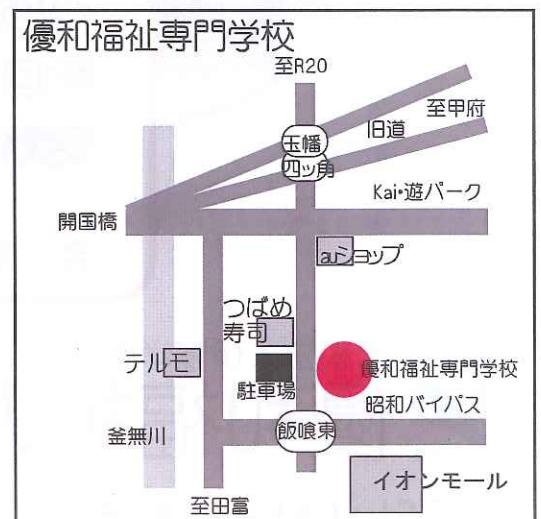 優和福祉専門学校
至R20
至甲府
旧道
玉幡
四ッ角
Kai・遊パーク
開国橋
auショップ
つばめ
寿司
テルモ
駐車場
優和福祉専門学校
昭和バイパス
飯喰東
釜無川
イオンモール
至田富